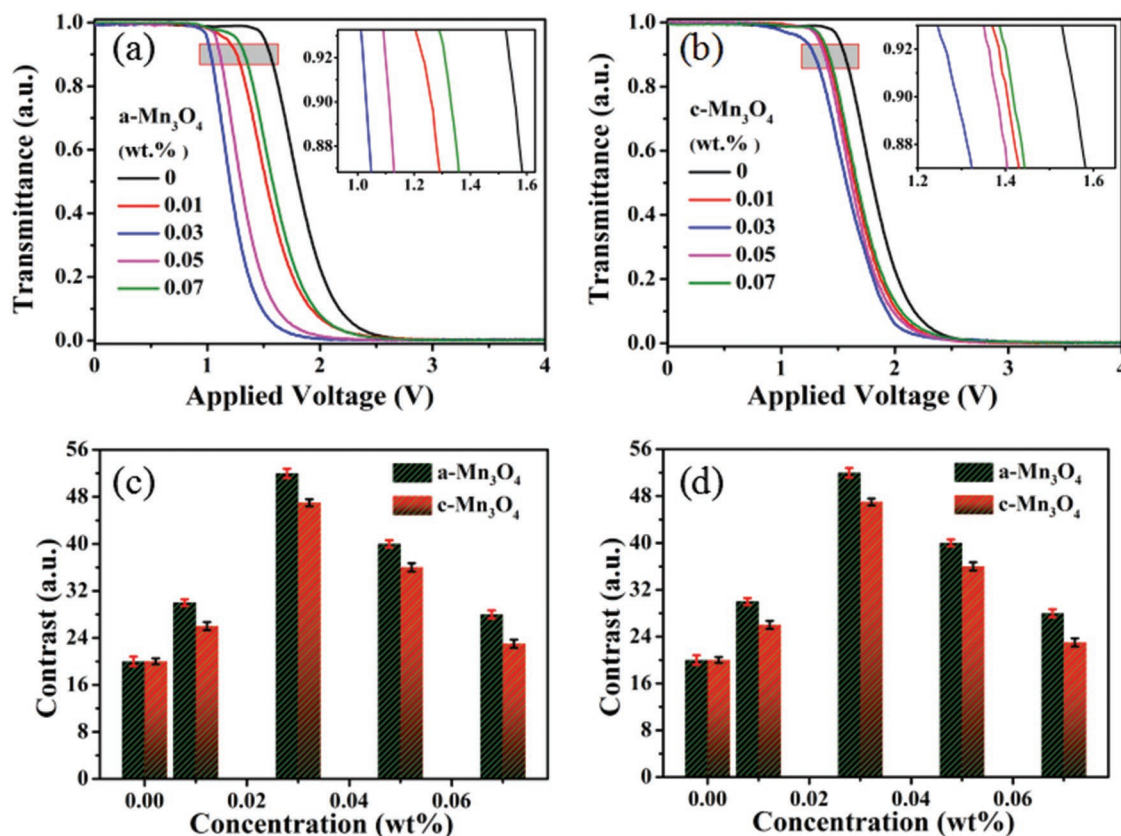 (a)
Transmittance (a.u.)
1.0
0.8
0.6
0.4
0.2
0.0
a-Mn₃O₄
(wt.% )
0
0.01
0.03
0.05
0.07
0.92
0.90
0.88
1.0 1.2 1.4 1.6
0 1 2 3 4
Applied Voltage (V)
(b)
Transmittance (a.u.)
1.0
0.8
0.6
0.4
0.2
0.0
c-Mn₃O₄
(wt.% )
0
0.01
0.03
0.05
0.07
0.92
0.90
0.88
1.2 1.4 1.6
0 1 2 3 4
Applied Voltage (V)
(c)
Contrast (a.u.)
56
48
40
32
24
16
8
0
a-Mn₃O₄
c-Mn₃O₄
0.00 0.02 0.04 0.06
Concentration (wt%)
(d)
Contrast (a.u.)
56
48
40
32
24
16
8
0
a-Mn₃O₄
c-Mn₃O₄
0.00 0.02 0.04 0.06
Concentration (wt%)